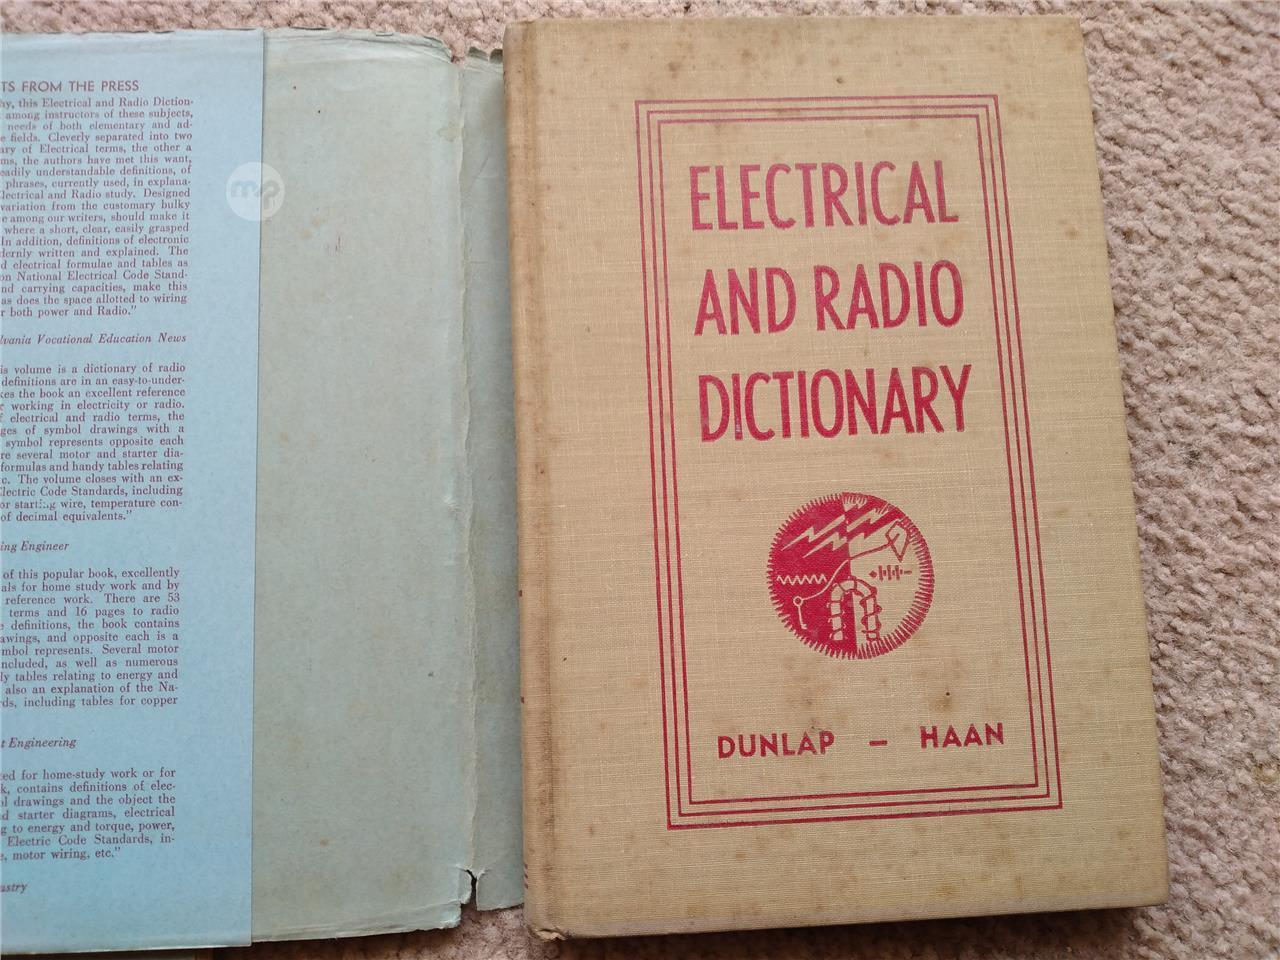 TS FROM THE PRESS
hy, this Electrical and Radio Diction-
among instructors of these subjects,
needs of both elementary and ad-
e fields. Cleverly separated into two
ary of Electrical terms, the other a
ms, the authors have met this want,
eadily understandable definitions, of
phrases, currently used, in explana-
lectrical and Radio study. Designed
variation from the customary bulky
e among our writers, should make it
where a short, clear, easily grasped
In addition, definitions of electronic
dernly written and explained. The
d electrical formulae and tables as
on National Electrical Code Stand-
nd carrying capacities, make this
as does the space allotted to wiring
r both power and Radio."
lvania Vocational Education News
is volume is a dictionary of radio
definitions are in an easy-to-under-
kes the book an excellent reference
r working in electricity or radio.
f electrical and radio terms, the
ges of symbol drawings with a
symbol represents opposite each
re several motor and starter dia-
formulas and handy tables relating
c. The volume closes with an ex-
lectric Code Standards, including
or starting wire, temperature con-
of decimal equivalents."
ing Engineer
of this popular book, excellently
als for home study work and by
reference work. There are 53
terms and 16 pages to radio
e definitions, the book contains
awings, and opposite each is a
mbol represents. Several motor
ncluded, as well as numerous
ly tables relating to energy and
also an explanation of the Na-
rds, including tables for copper
t Engineering
ted for home-study work or for
k, contains definitions of elec-
ol drawings and the object the
d starter diagrams, electrical
g to energy and torque, power,
Electric Code Standards, in-
e, motor wiring, etc."
ustry
mp
ELECTRICAL
AND RADIO
DICTIONARY
DUNLAP – HAAN